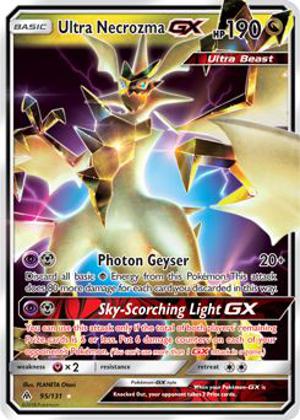 BASIC Ultra Necrozma GX HP 190
Ultra Beast
Photon Geyser 20+
Discard all basic Energy from this Pokémon. This attack
does 80 more damage for each card you discarded in this way.
Sky-Scorching Light GX
You can use this attack only if the total of both players' remaining
Prize cards is 6 or less. Put 6 damage counters on each of your
opponent's Pokémon. (You can't use more than 1 GX attack in a game.)
weakness × 2 resistance retreat
Illus. PLANETA Otani
Pokémon-GX rule
When your Pokémon-GX is
95/131
Knocked Out, your opponent takes 2 Prize cards.